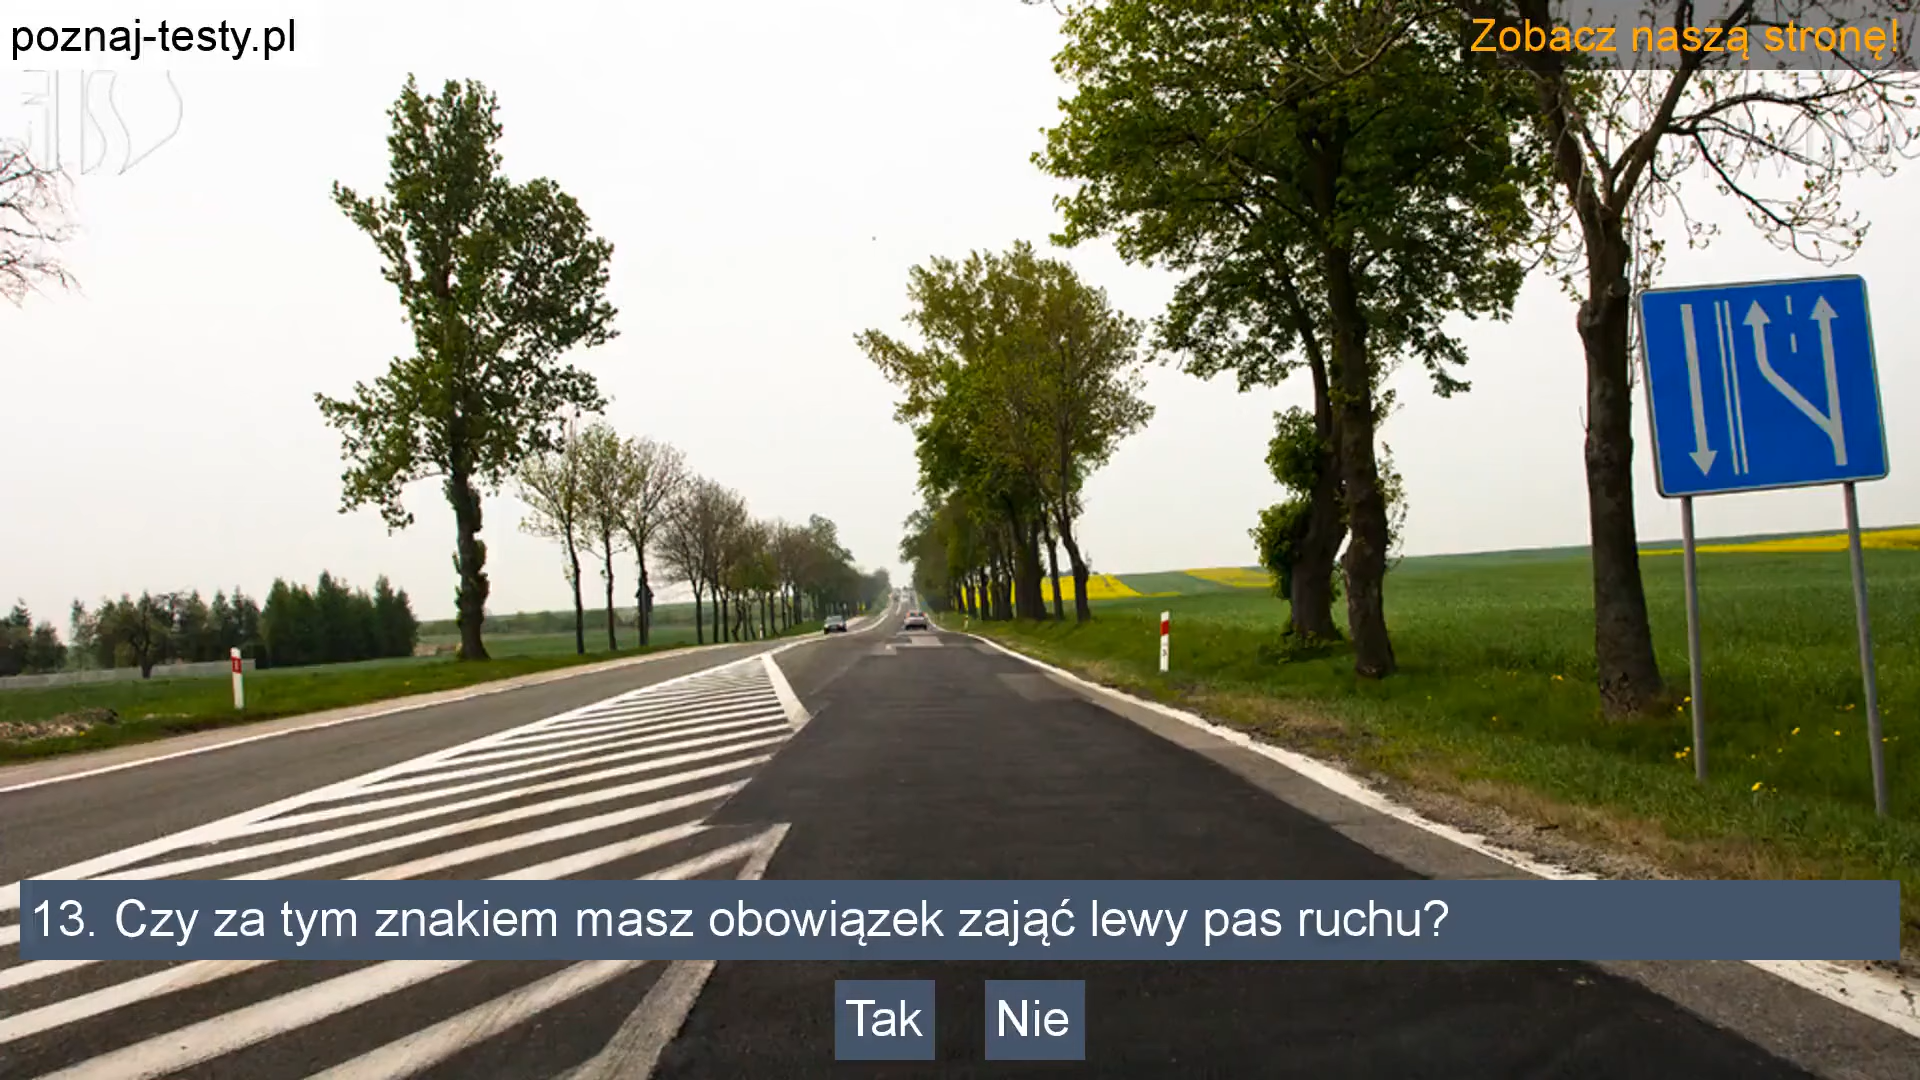 poznaj-testy.pl
Zobacz naszą stronę!
13. Czy za tym znakiem masz obowiązek zająć lewy pas ruchu?
Tak
Nie